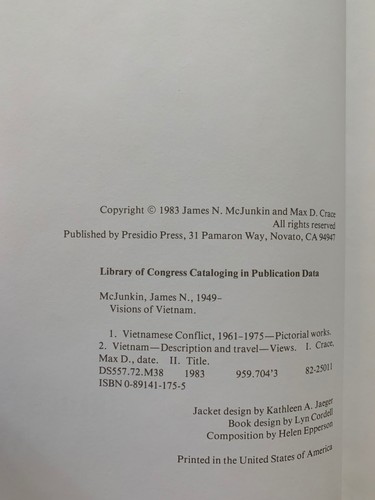 Copyright © 1983 James N. McJunkin and Max D. Crace
All rights reserved
Published by Presidio Press, 31 Pamaron Way, Novato, CA 94947
Library of Congress Cataloging in Publication Data
McJunkin, James N., 1949–
Visions of Vietnam.
1. Vietnamese Conflict, 1961–1975—Pictorial works.
2. Vietnam—Description and travel—Views. I. Crace,
Max D., date. II. Title.
DS557.72.M38 1983 959.704'3 82-25011
ISBN 0-89141-175-5
Jacket design by Kathleen A. Jaeger
Book design by Lyn Cordell
Composition by Helen Epperson
Printed in the United States of America